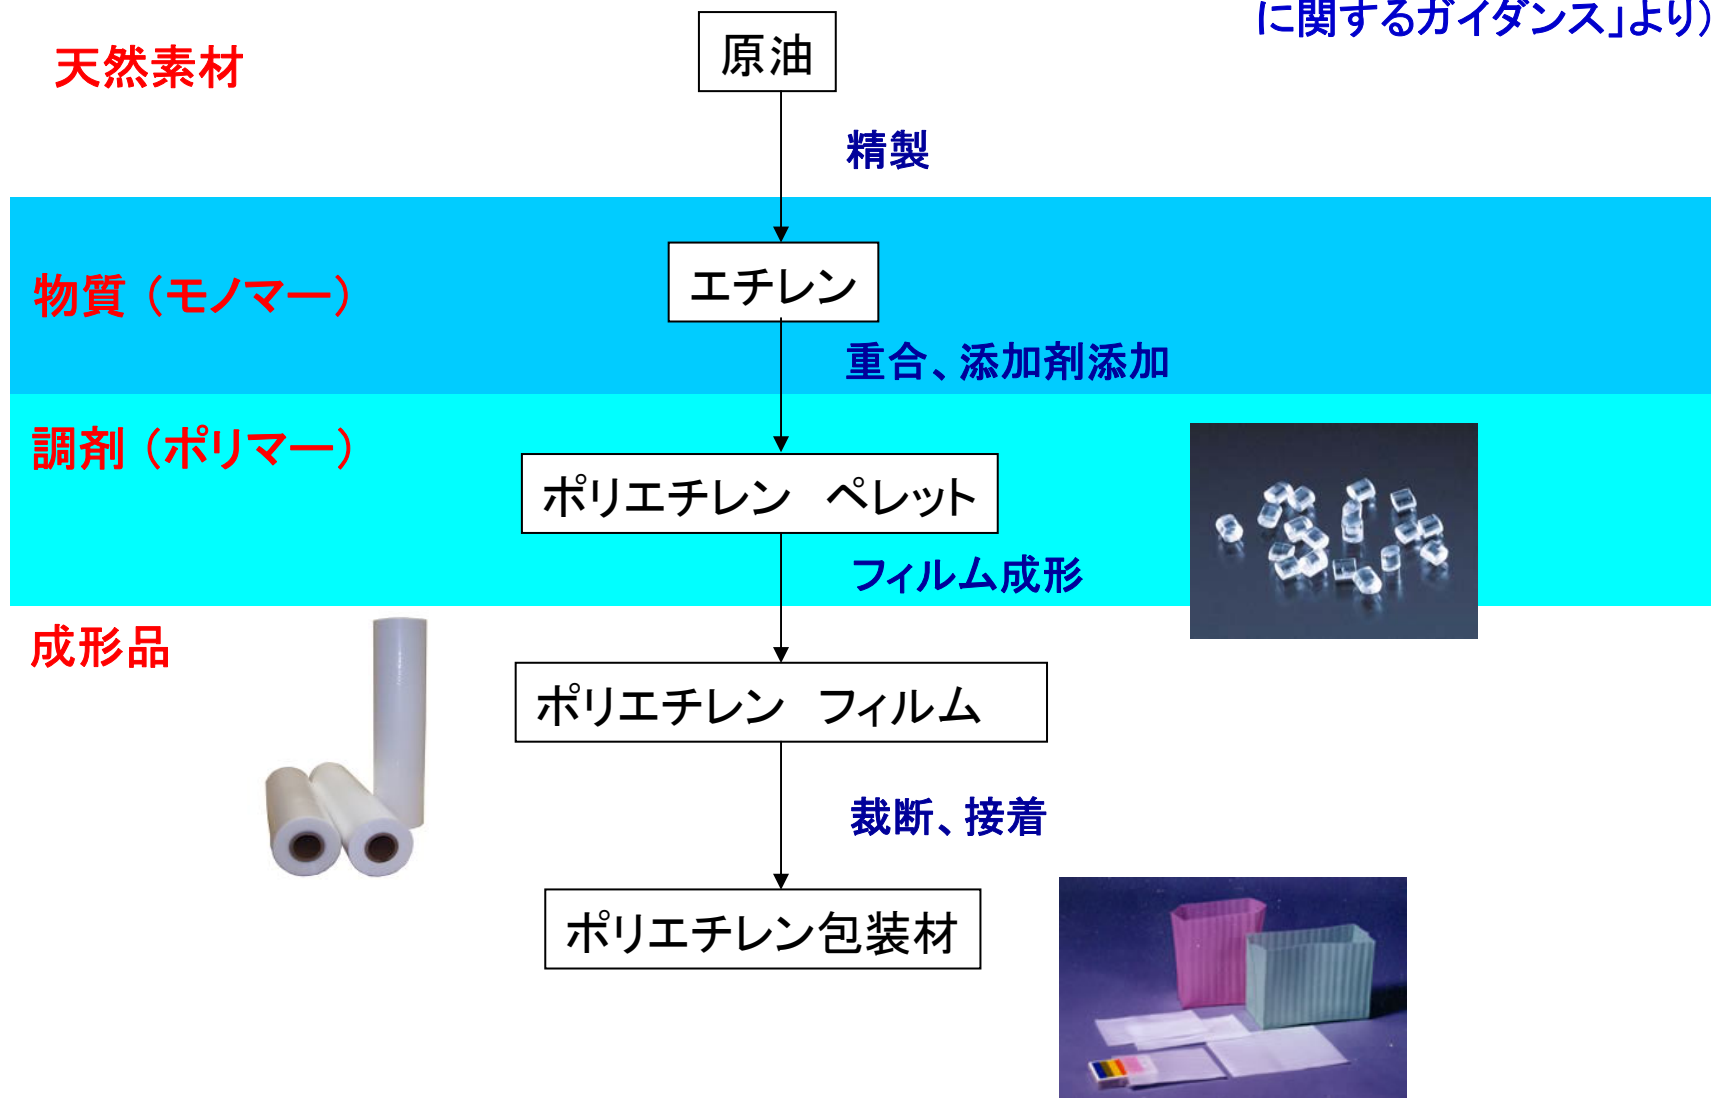 に関するガイダンス」より)
天然素材
原油
精製
物質（モノマー）
エチレン
重合、添加剤添加
調剤（ポリマー）
ポリエチレン　ペレット
フィルム成形
成形品
ポリエチレン　フィルム
裁断、接着
ポリエチレン包装材